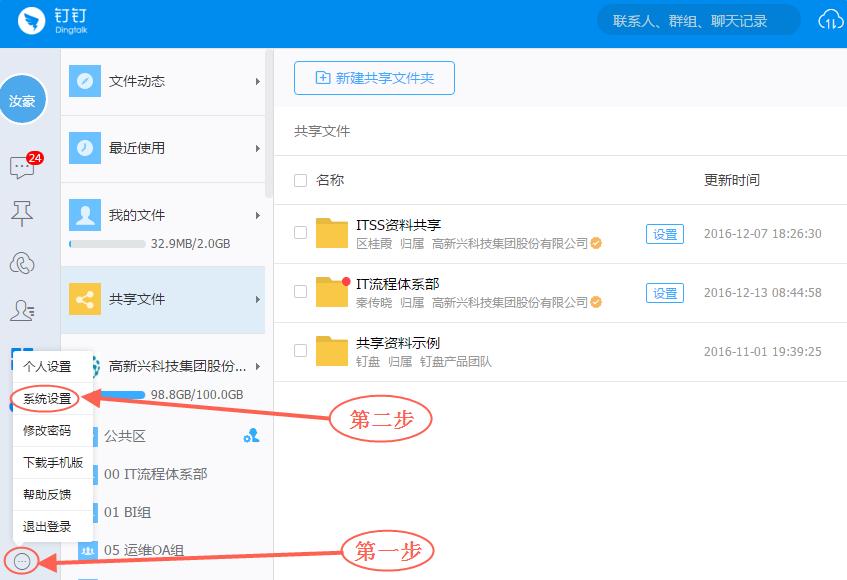 钉钉
Dingtalk
联系人、群组、聊天记录
汝豪
24
文件动态
最近使用
我的文件
32.9MB/2.0GB
共享文件
高新兴科技集团股份...
98.8GB/100.0GB
公共区
00 IT流程体系部
01 BI组
05 运维OA组
个人设置
系统设置
修改密码
下载手机版
帮助反馈
退出登录
新建共享文件夹
共享文件
名称
更新时间
ITSS资料共享
区桂霞 归属 高新兴科技集团股份有限公司
设置
2016-12-07 18:26:30
IT流程体系部
秦传晓 归属 高新兴科技集团股份有限公司
设置
2016-12-13 08:44:58
共享资料示例
钉盘 归属 钉盘产品团队
2016-11-01 19:39:25
第二步
第一步